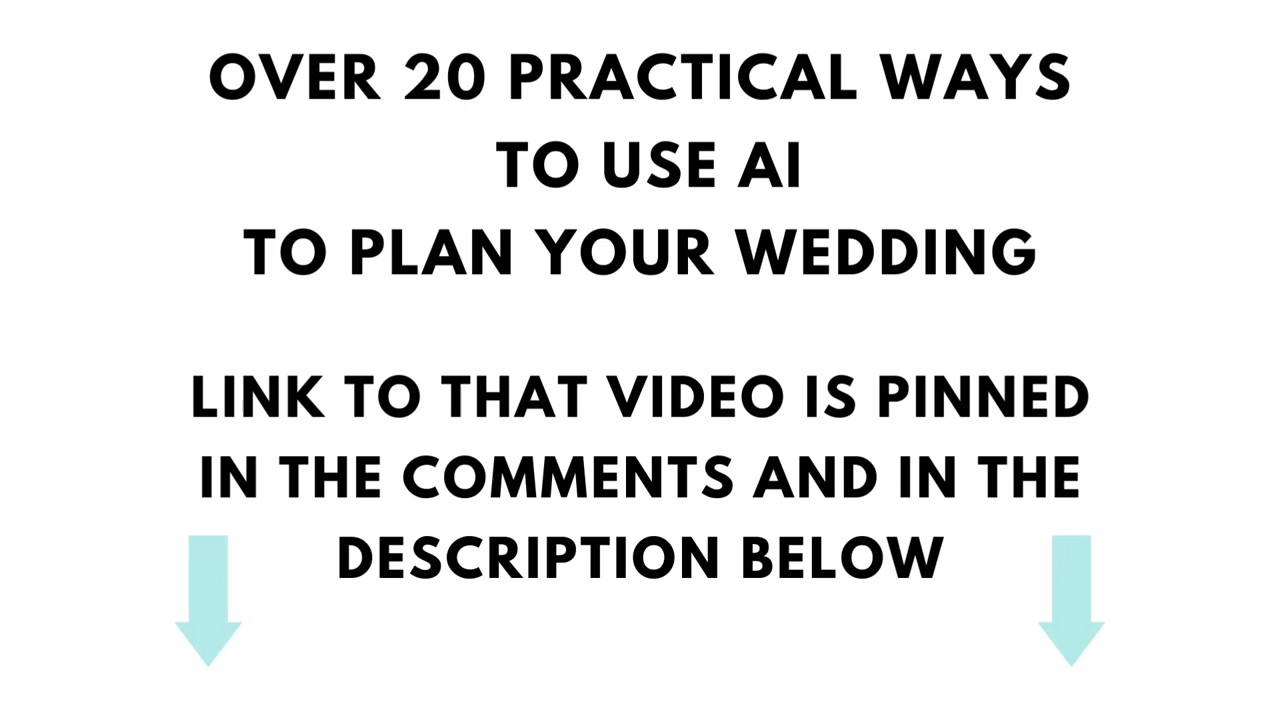 OVER 20 PRACTICAL WAYS
TO USE AI
TO PLAN YOUR WEDDING
LINK TO THAT VIDEO IS PINNED
IN THE COMMENTS AND IN THE
DESCRIPTION BELOW